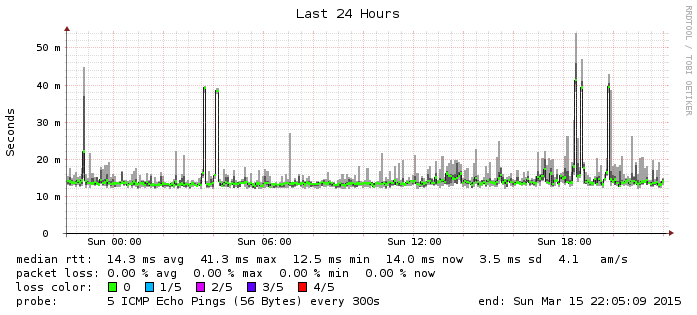 Last 24 Hours
RRDTOOL / TOBI OETIKER
50 m
40 m
30 m
20 m
10 m
0
Seconds
Sun 00:00 Sun 06:00 Sun 12:00 Sun 18:00
median rtt: 14.3 ms avg 41.3 ms max 12.5 ms min 14.0 ms now 3.5 ms sd 4.1 am/s
packet loss: 0.00 % avg 0.00 % max 0.00 % min 0.00 % now
loss color: 0 1/5 2/5 3/5 4/5
probe: 5 ICMP Echo Pings (56 Bytes) every 300s end: Sun Mar 15 22:05:09 2015